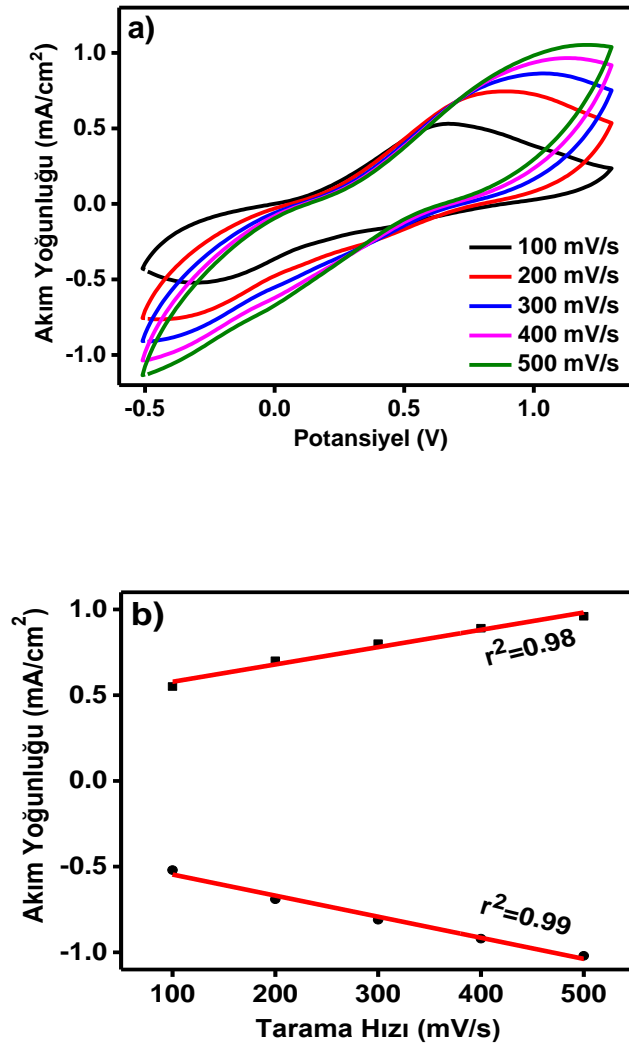 a)
Akım Yoğunluğu (mA/cm²)
1.0
0.5
0.0
-0.5
-1.0
100 mV/s
200 mV/s
300 mV/s
400 mV/s
500 mV/s
-0.5 0.0 0.5 1.0
Potansiyel (V)
b)
Akım Yoğunluğu (mA/cm²)
1.0
0.5
0.0
-0.5
-1.0
r²=0.98
r²=0.99
100 200 300 400 500
Tarama Hızı (mV/s)